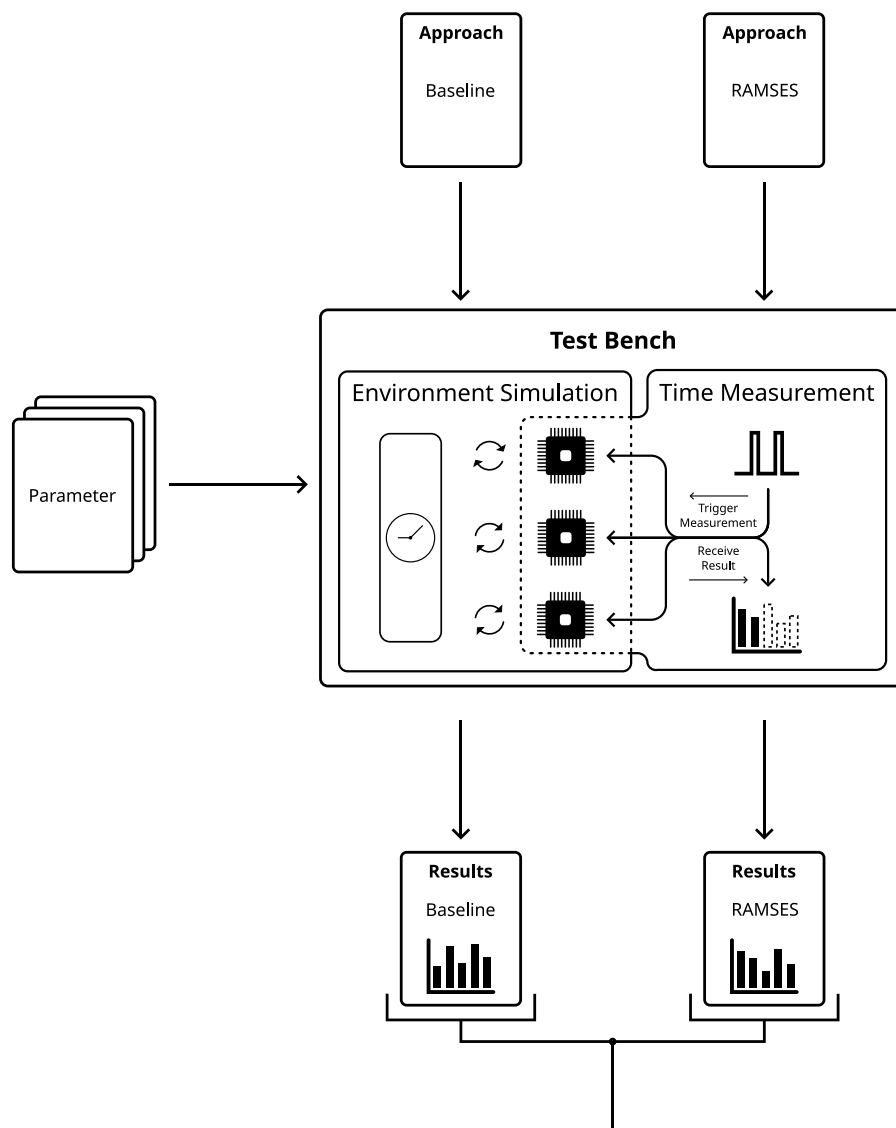 Approach
Baseline
Approach
RAMSES
Test Bench
Environment Simulation
Time Measurement
Parameter
Trigger
Measurement
Receive
Result
Results
Baseline
Results
RAMSES